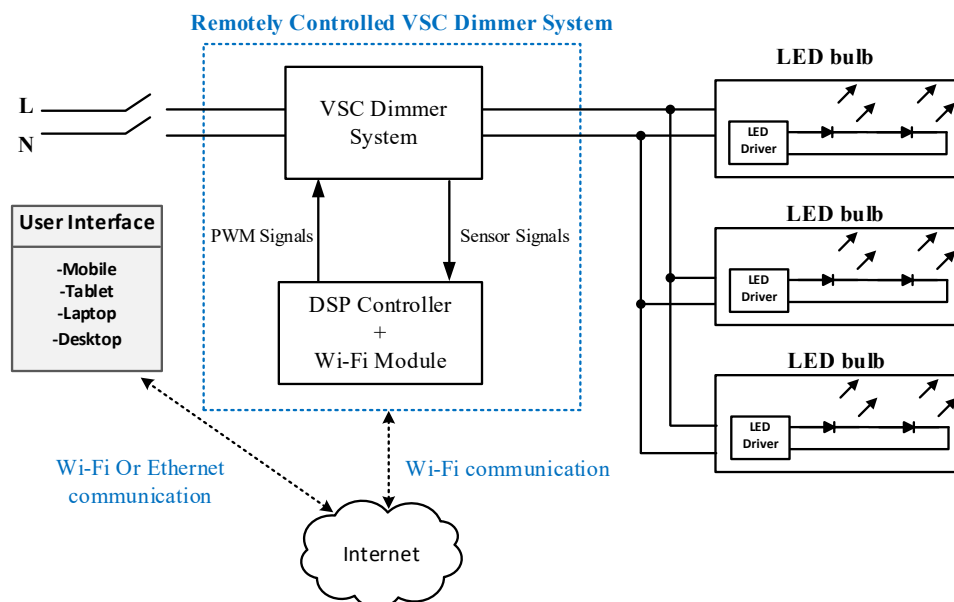 Remotely Controlled VSC Dimmer System
L
N
VSC Dimmer
System
PWM Signals
Sensor Signals
DSP Controller
+
Wi-Fi Module
User Interface
-Mobile
-Tablet
-Laptop
-Desktop
Wi-Fi Or Ethernet
communication
Wi-Fi communication
Internet
LED bulb
LED
Driver
LED bulb
LED
Driver
LED bulb
LED
Driver